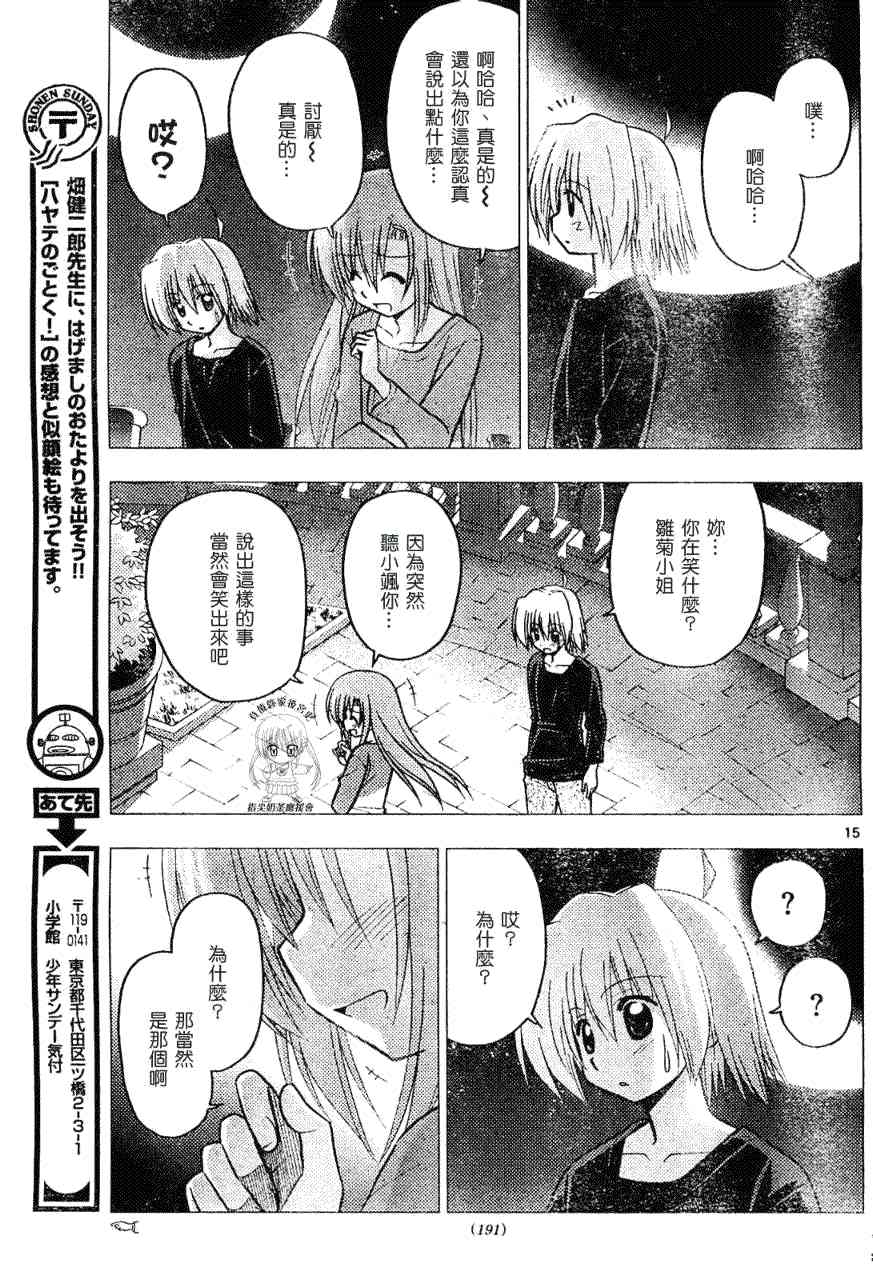 噗…
啊哈哈…
啊哈哈、真是的～
還以為你這麼認真
會說出點什麼…
討厭～
真是的…
哎？
妳…
你在笑什麼？
雛菊小姐
因為突然
聽小颯你…
說出這樣的事
當然會笑出來吧
？
？
哎？
為什麼？
為什麼？
那當然
是那個啊
15
(191)
SHONEN SUNDAY
〒
畑健二郎先生に、はげましのおたよりを出そう!!
【ハヤテのごとく！】の感想と似顔絵も待ってます。
あて先
〒119-0141 東京都千代田区一ツ橋2-3-1
小学館 少年サンデー気付
指尖奶茶應援會